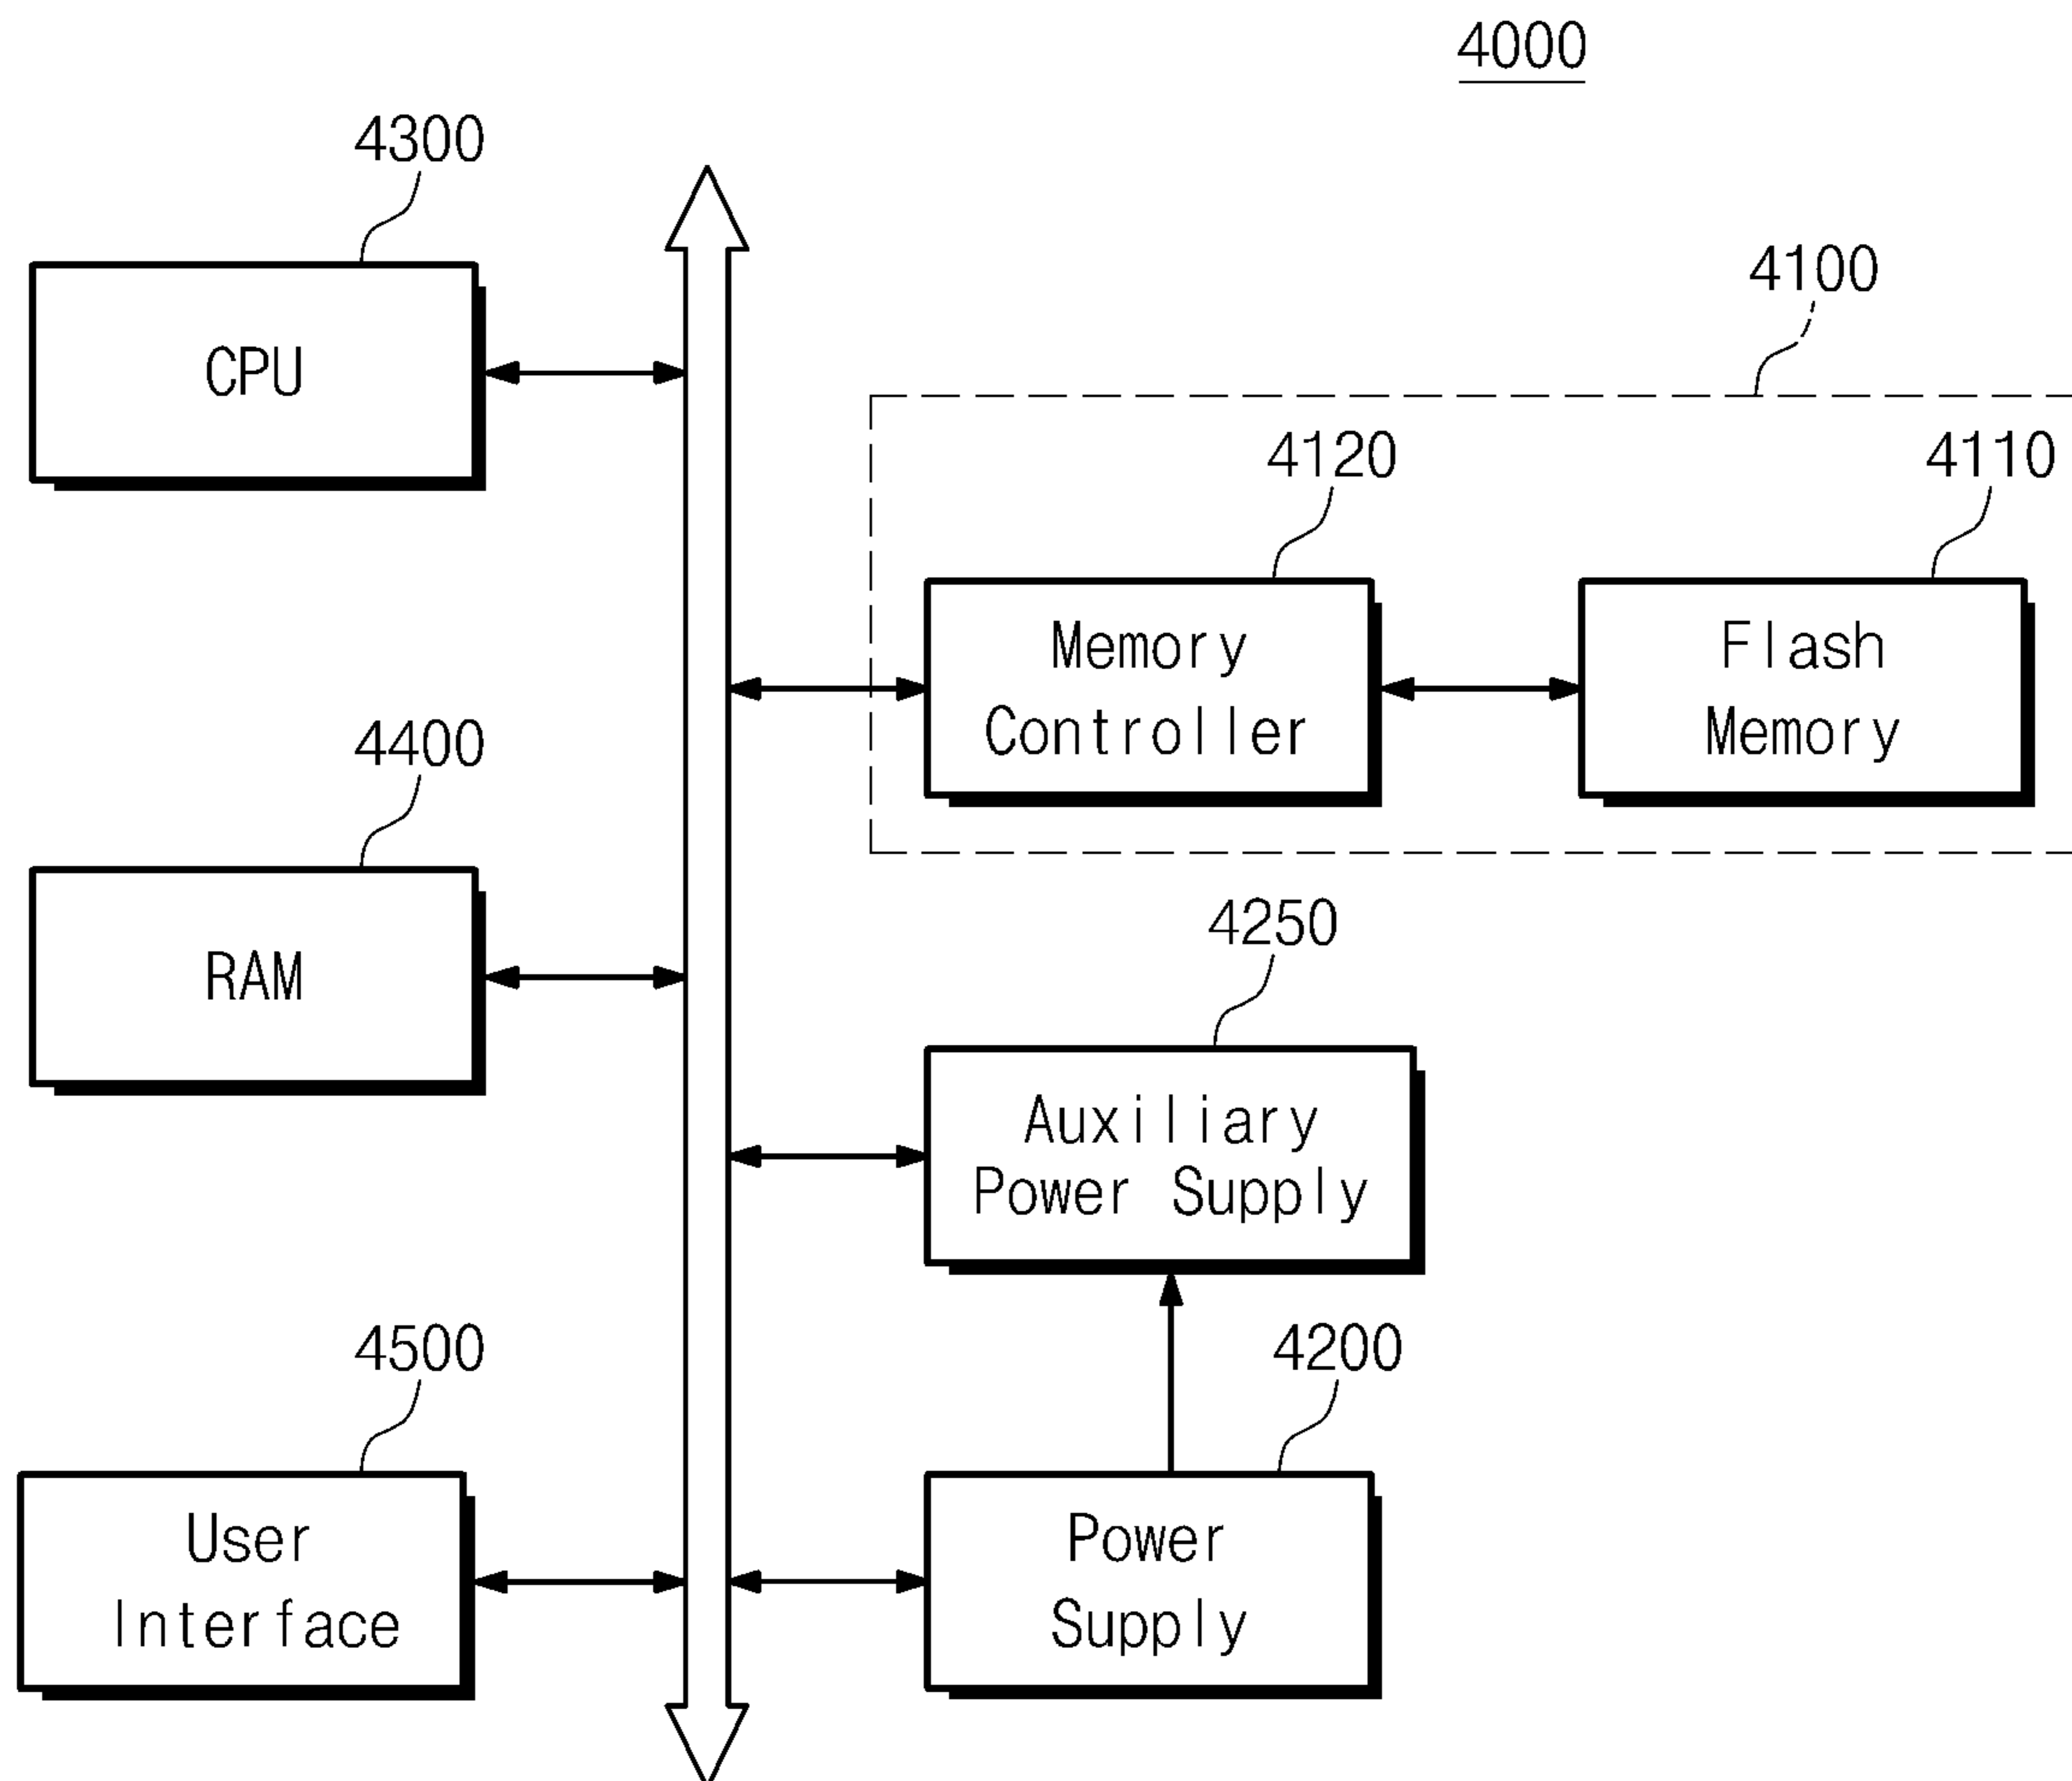 4000
4300
CPU
4100
4120
4110
Memory
Controller
Flash
Memory
4400
RAM
4250
Auxiliary
Power Supply
4500
User
Interface
4200
Power
Supply